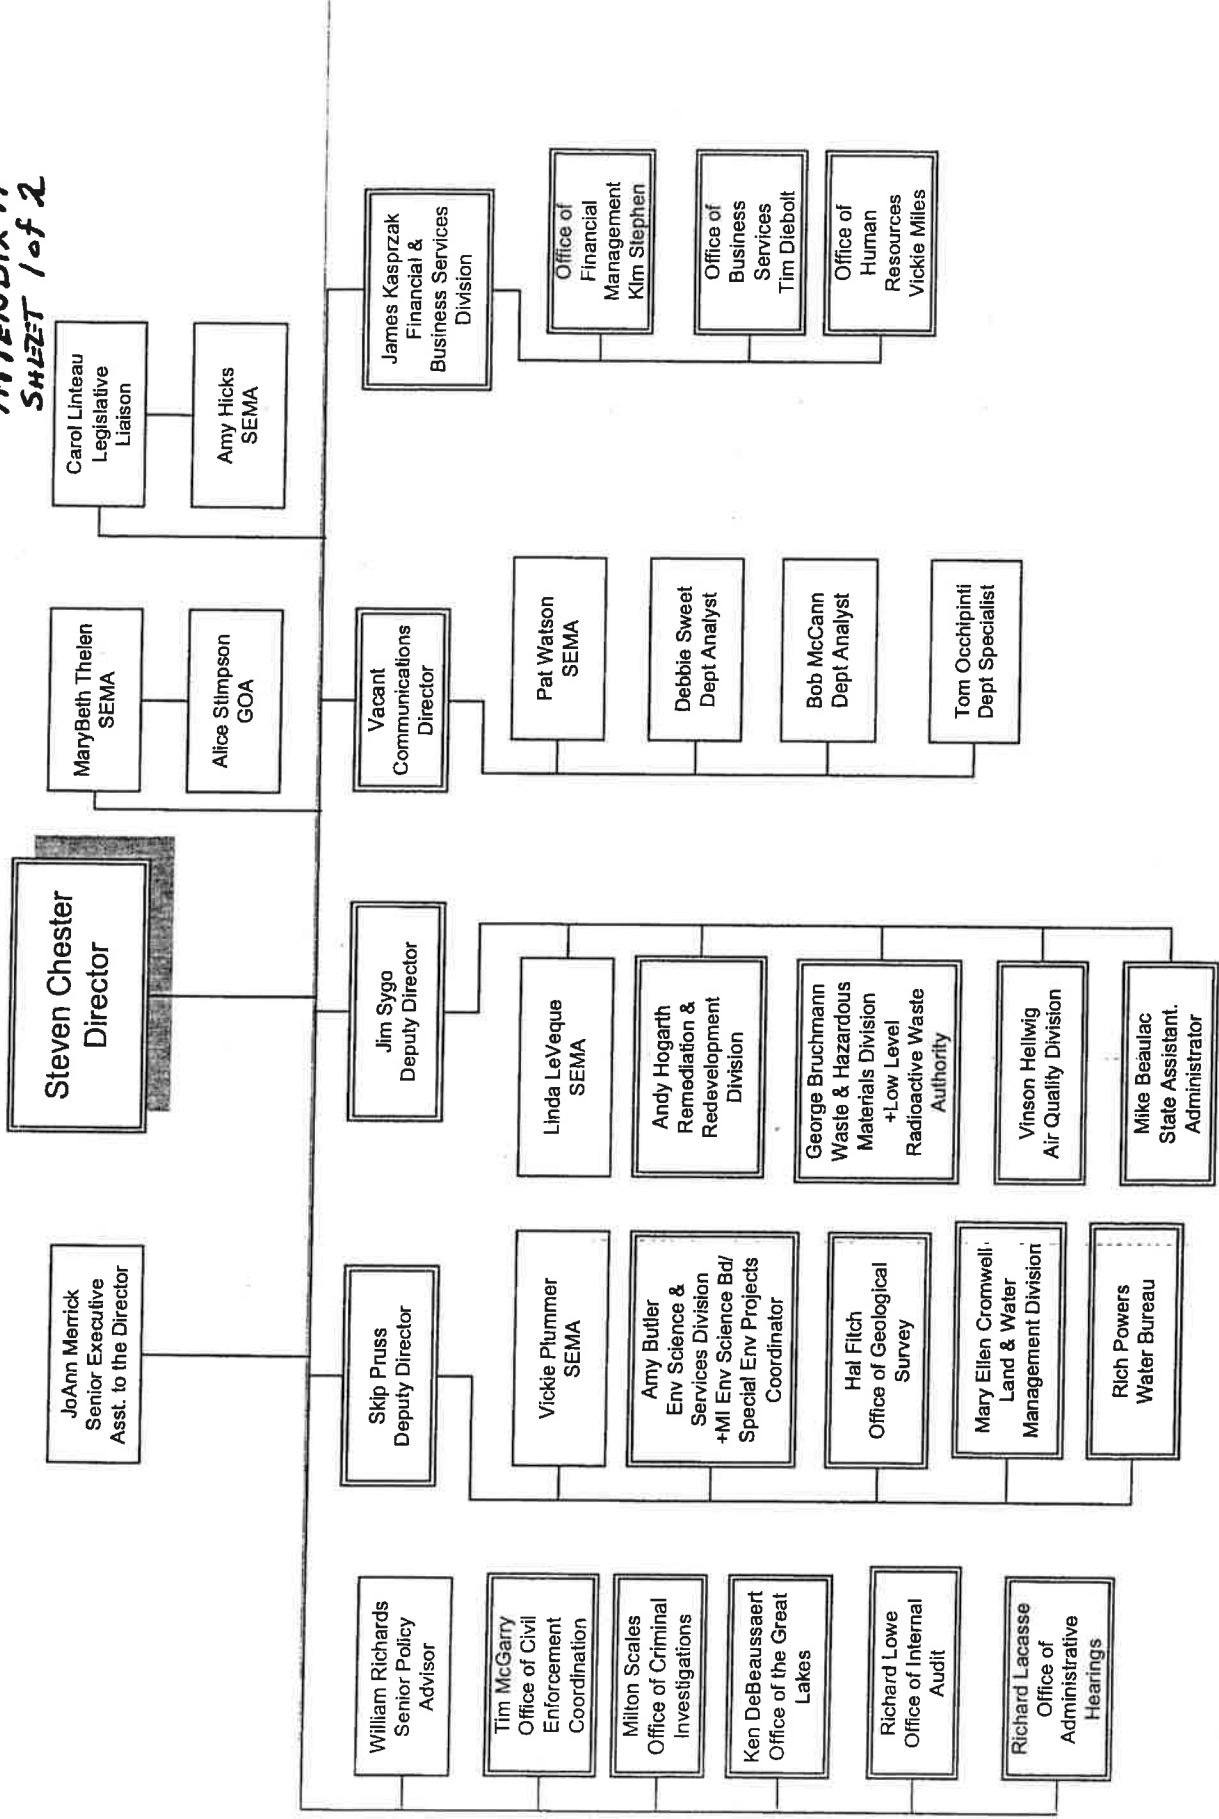 SHEET 1 of 2
Steven Chester
Director
JoAnn Merrick
Senior Executive
Asst. to the Director
MaryBeth Thelen
SEMA
Alice Stimpson
GOA
Carol Linteau
Legislative
Liaison
Amy Hicks
SEMA
William Richards
Senior Policy
Advisor
Tim McGarry
Office of Civil
Enforcement
Coordination
Milton Scales
Office of Criminal
Investigations
Ken DeBeaussaert
Office of the Great
Lakes
Richard Lowe
Office of Internal
Audit
Richard Lacasse
Office of
Administrative
Hearings
Skip Pruss
Deputy Director
Vickie Plummer
SEMA
Amy Butler
Env Science &
Services Division
+MI Env Science Bd/
Special Env Projects
Coordinator
Hal Fitch
Office of Geological
Survey
Mary Ellen Cromwell
Land & Water
Management Division
Rich Powers
Water Bureau
Jim Sygo
Deputy Director
Linda LeVeque
SEMA
Andy Hogarth
Remediation &
Redevelopment
Division
George Bruchmann
Waste & Hazardous
Materials Division
+Low Level
Radioactive Waste
Authority
Vinson Hellwig
Air Quality Division
Mike Beaulac
State Assistant.
Administrator
Vacant
Communications
Director
Pat Watson
SEMA
Debbie Sweet
Dept Analyst
Bob McCann
Dept Analyst
Tom Occhipinti
Dept Specialist
James Kasprzak
Financial &
Business Services
Division
Office of
Financial
Management
KIm Stephen
Office of
Business
Services
Tim Diebolt
Office of
Human
Resources
Vickie Miles